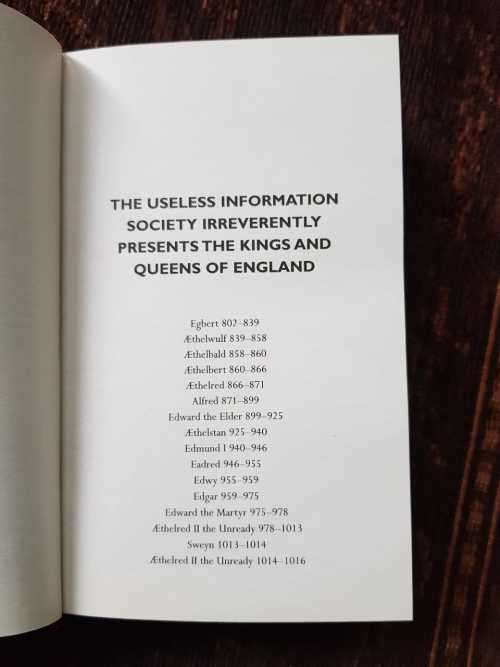 THE USELESS INFORMATION
SOCIETY IRREVERENTLY
PRESENTS THE KINGS AND
QUEENS OF ENGLAND
Egbert 802–839
Æthelwulf 839–858
Æthelbald 858–860
Æthelbert 860–866
Æthelred 866–871
Alfred 871–899
Edward the Elder 899–925
Æthelstan 925–940
Edmund I 940–946
Eadred 946–955
Edwy 955–959
Edgar 959–975
Edward the Martyr 975–978
Æthelred II the Unready 978–1013
Sweyn 1013–1014
Æthelred II the Unready 1014–1016